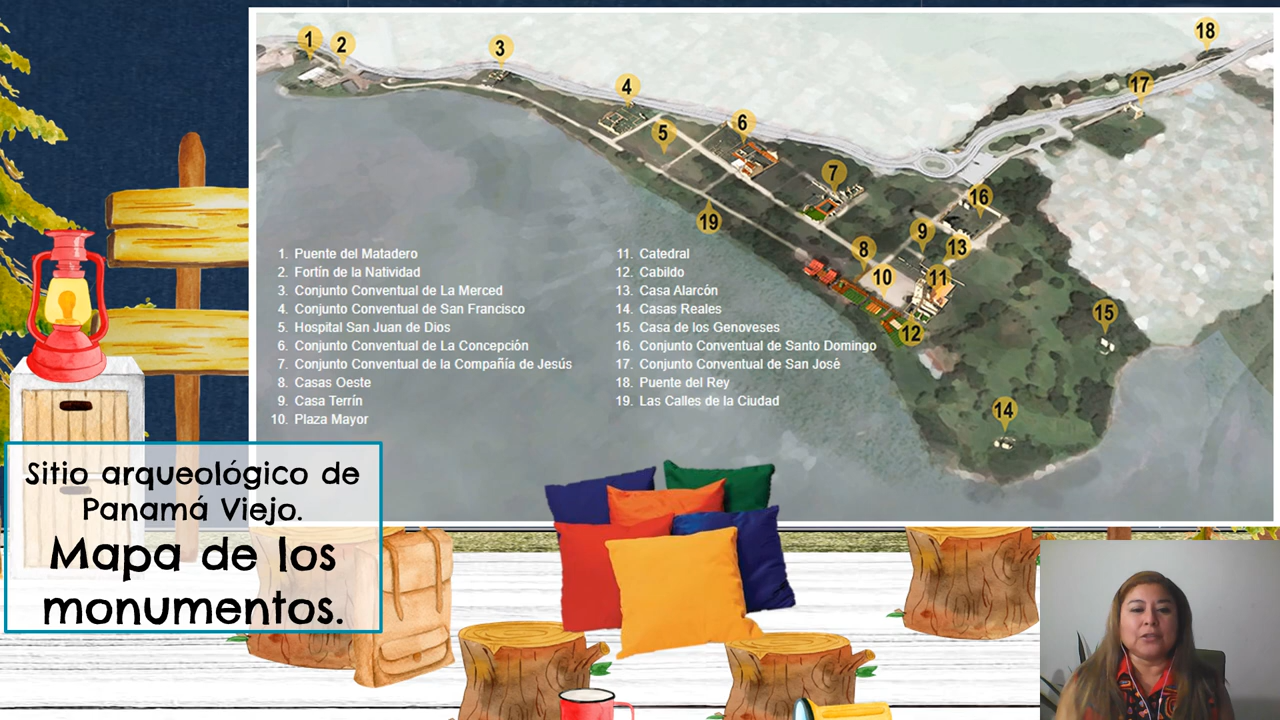 1
2
3
4
5
6
7
8
9
10
11
12
13
14
15
16
17
18
19
1. Puente del Matadero
2. Fortín de la Natividad
3. Conjunto Conventual de La Merced
4. Conjunto Conventual de San Francisco
5. Hospital San Juan de Dios
6. Conjunto Conventual de La Concepción
7. Conjunto Conventual de la Compañía de Jesús
8. Casas Oeste
9. Casa Terrín
10. Plaza Mayor
11. Catedral
12. Cabildo
13. Casa Alarcón
14. Casas Reales
15. Casa de los Genoveses
16. Conjunto Conventual de Santo Domingo
17. Conjunto Conventual de San José
18. Puente del Rey
19. Las Calles de la Ciudad
Sitio arqueológico de
Panamá Viejo.
Mapa de los
monumentos.